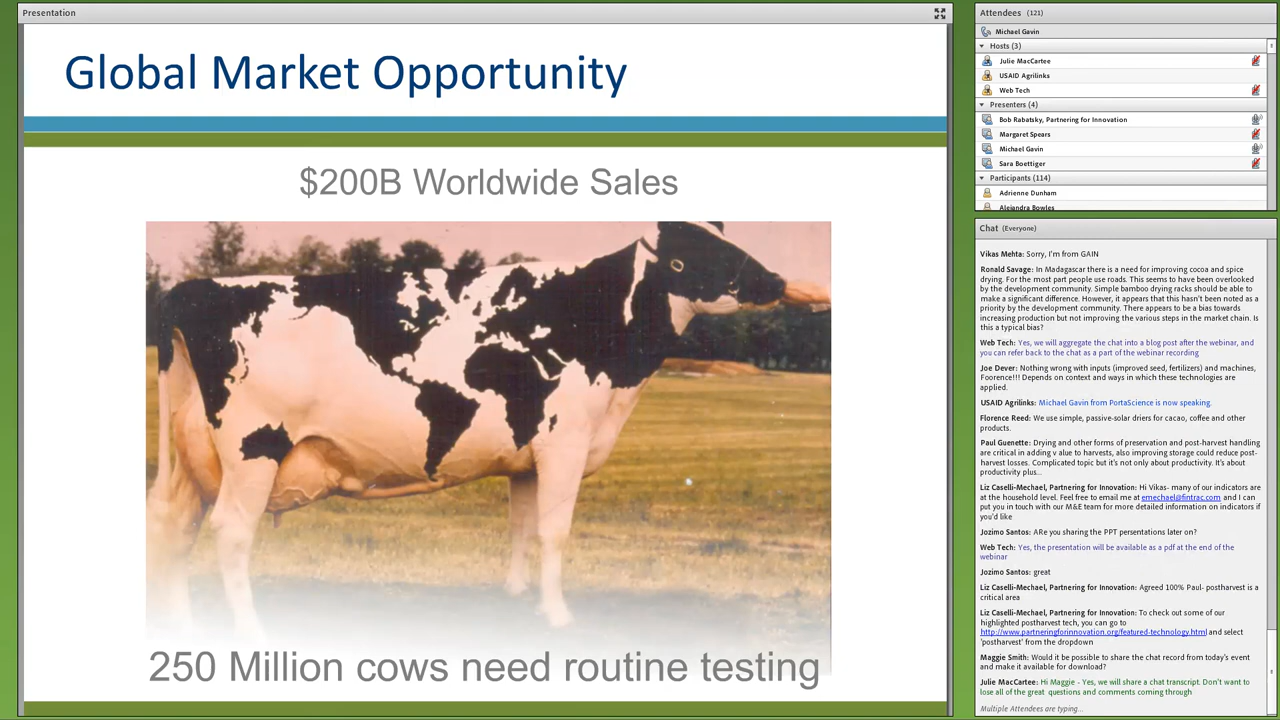 Presentation
Global Market Opportunity
$200B Worldwide Sales
250 Million cows need routine testing
Attendees (121)
Michael Gavin
Hosts (3)
Julie MacCartee
USAID Agrilinks
Web Tech
Presenters (4)
Bob Rabatsky, Partnering for Innovation
Margaret Spears
Michael Gavin
Sara Boettiger
Participants (114)
Adrienne Dunham
Alejandra Bowles
Chat (Everyone)
Vikas Mehta: Sorry, I'm from GAIN
Ronald Savage: In Madagascar there is a need for improving cocoa and spice
drying. For the most part people use roads. This seems to have been overlooked
by the development community. Simple bamboo drying racks should be able to
make a significant difference. However, it appears that this hasn't been noted as a
priority by the development community. There appears to be a bias towards
increasing production but not improving the various steps in the market chain. Is
this a typical bias?
Web Tech: Yes, we will aggregate the chat into a blog post after the webinar, and
you can refer back to the chat as a part of the webinar recording
Joe Dever: Nothing wrong with inputs (improved seed, fertilizers) and machines,
Foorence!!! Depends on context and ways in which these technologies are
applied.
USAID Agrilinks: Michael Gavin from PortaScience is now speaking.
Florence Reed: We use simple, passive-solar driers for cacao, coffee and other
products.
Paul Guenette: Drying and other forms of preservation and post-harvest handling
are critical in adding v alue to harvests, also improving storage could reduce post-
harvest losses. Complicated topic but it's not only about productivity. It's about
productivity plus...
Liz Caselli-Mechael, Partnering for Innovation: Hi Vikas- many of our indicators are
at the household level. Feel free to email me at emechael@fintrac.com and I can
put you in touch with our M&E team for more detailed information on indicators if
you'd like
Jozimo Santos: ARe you sharing the PPT persentations later on?
Web Tech: Yes, the presentation will be available as a pdf at the end of the
webinar
Jozimo Santos: great
Liz Caselli-Mechael, Partnering for Innovation: Agreed 100% Paul- postharvest is a
critical area
Liz Caselli-Mechael, Partnering for Innovation: To check out some of our
highlighted postharvest tech, you can go to
http://www.partneringforinnovation.org/featured-technology.html and select
'postharvest' from the dropdown
Maggie Smith: Would it be possible to share the chat record from today's event
and make it available for download?
Julie MacCartee: Hi Maggie - Yes, we will share a chat transcript. Don't want to
lose all of the great questions and comments coming through
Multiple Attendees are typing...